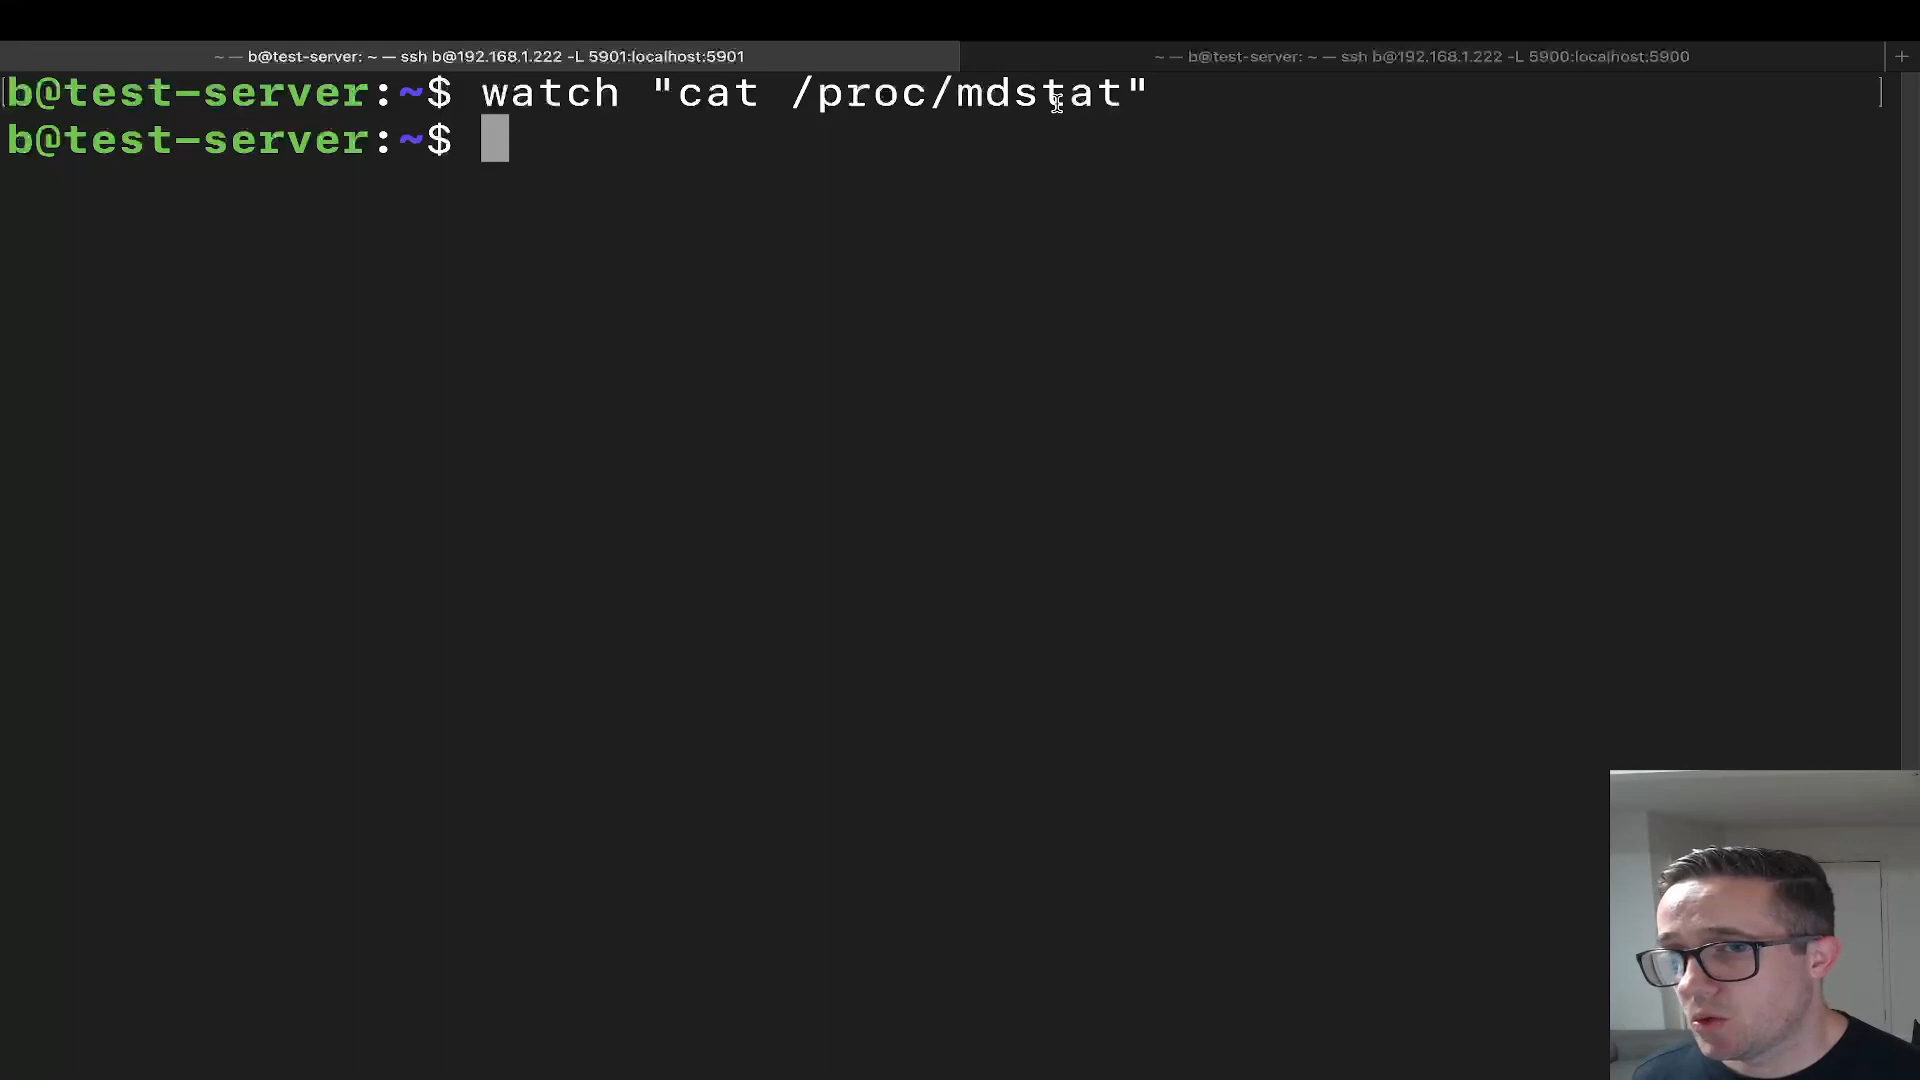 ~ — b@test-server: ~ — ssh b@192.168.1.222 -L 5901:localhost:5901
~ — b@test-server: ~ — ssh b@192.168.1.222 -L 5900:localhost:5900
+
b@test-server:~$ watch "cat /proc/mdstat"
b@test-server:~$